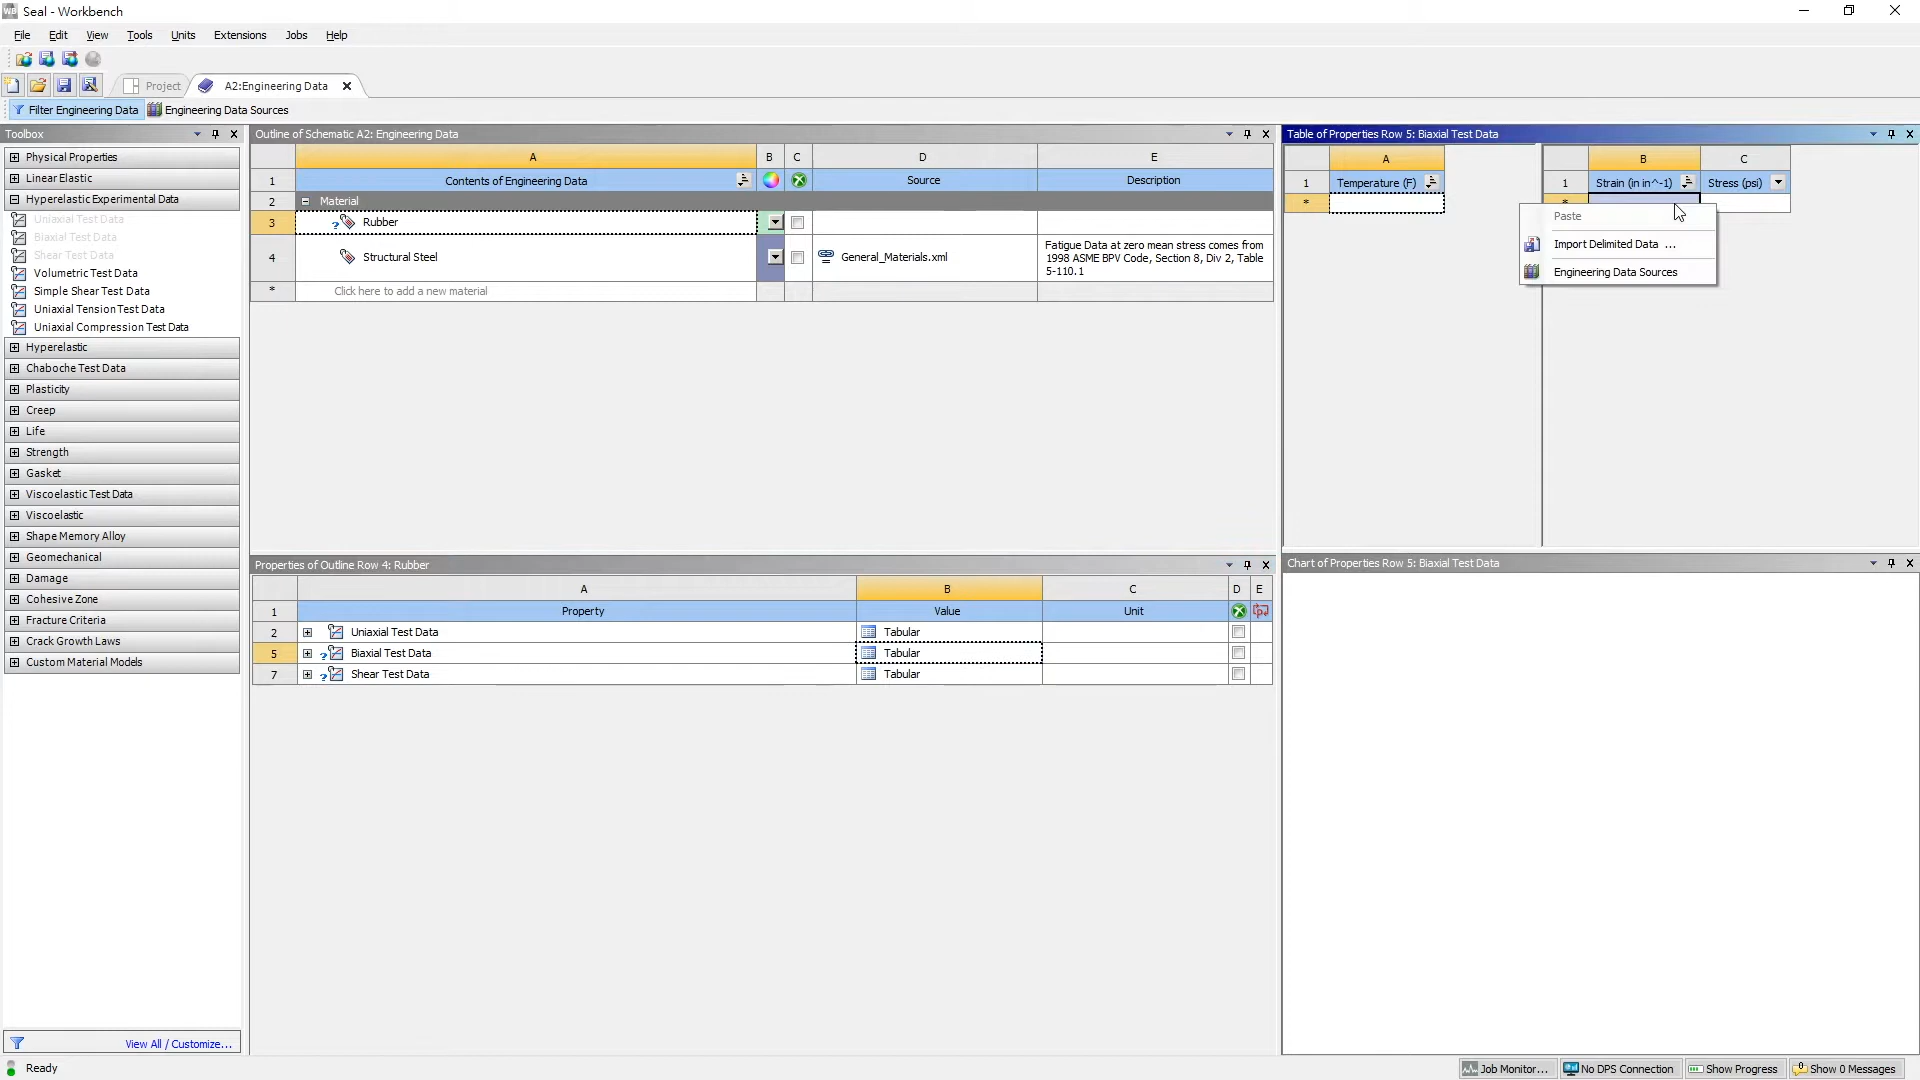 Seal - Workbench
File Edit View Tools Units Extensions Jobs Help
Project A2:Engineering Data
Filter Engineering Data Engineering Data Sources
Toolbox
Physical Properties
Linear Elastic
Hyperelastic Experimental Data
Uniaxial Test Data
Biaxial Test Data
Shear Test Data
Volumetric Test Data
Simple Shear Test Data
Uniaxial Tension Test Data
Uniaxial Compression Test Data
Hyperelastic
Chaboche Test Data
Plasticity
Creep
Life
Strength
Gasket
Viscoelastic Test Data
Viscoelastic
Shape Memory Alloy
Geomechanical
Damage
Cohesive Zone
Fracture Criteria
Crack Growth Laws
Custom Material Models
View All / Customize...
Outline of Schematic A2: Engineering Data
A B C D E
1 Contents of Engineering Data Source Description
2 Material
3 Rubber
4 Structural Steel General_Materials.xml
Fatigue Data at zero mean stress comes from
1998 ASME BPV Code, Section 8, Div 2, Table
5-110.1
* Click here to add a new material
Properties of Outline Row 4: Rubber
A B C D E
1 Property Value Unit
2 Uniaxial Test Data Tabular
5 Biaxial Test Data Tabular
7 Shear Test Data Tabular
Table of Properties Row 5: Biaxial Test Data
A
1 Temperature (F)
*
B C
1 Strain (in in^-1) Stress (psi)
*
Paste
Import Delimited Data ...
Engineering Data Sources
Chart of Properties Row 5: Biaxial Test Data
Ready
Job Monitor... No DPS Connection Show Progress Show 0 Messages